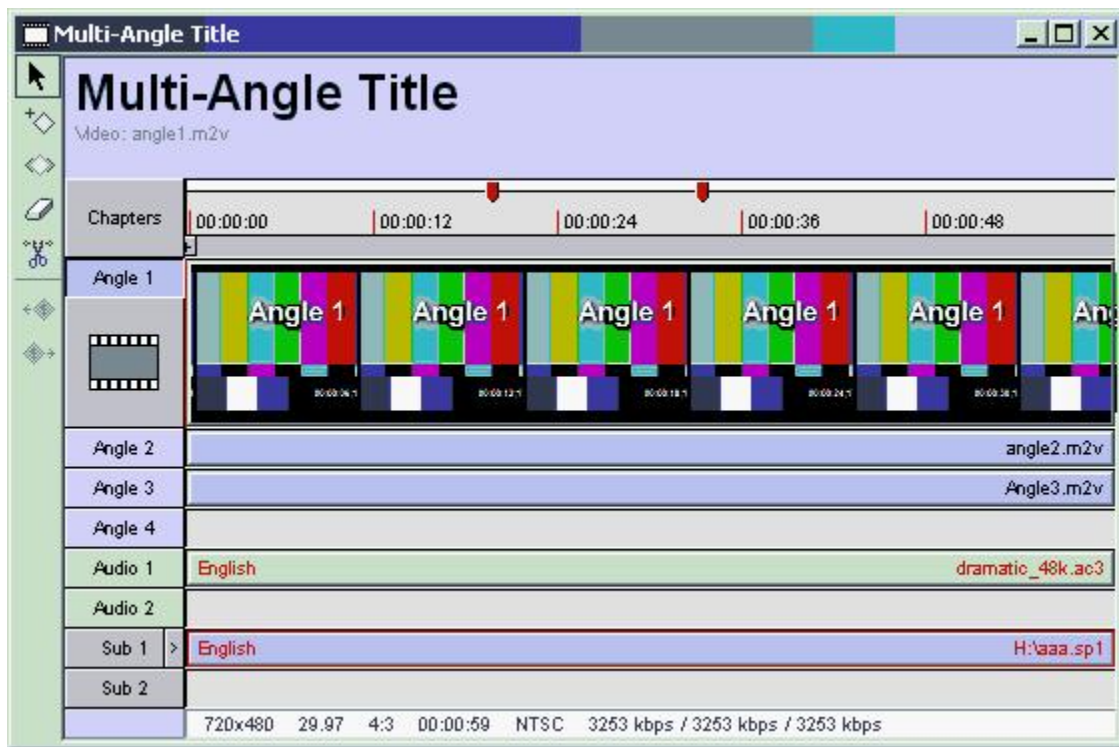 Multi-Angle Title
Multi-Angle Title
Video: angle1.m2v
Chapters
00:00:00 00:00:12 00:00:24 00:00:36 00:00:48
Angle 1
Angle 1 Angle 1 Angle 1 Angle 1 Angle 1 Ang
Angle 2 angle2.m2v
Angle 3 Angle3.m2v
Angle 4
Audio 1 English dramatic_48k.ac3
Audio 2
Sub 1 > English H:\aaa.sp1
Sub 2
720x480 29.97 4:3 00:00:59 NTSC 3253 kbps / 3253 kbps / 3253 kbps